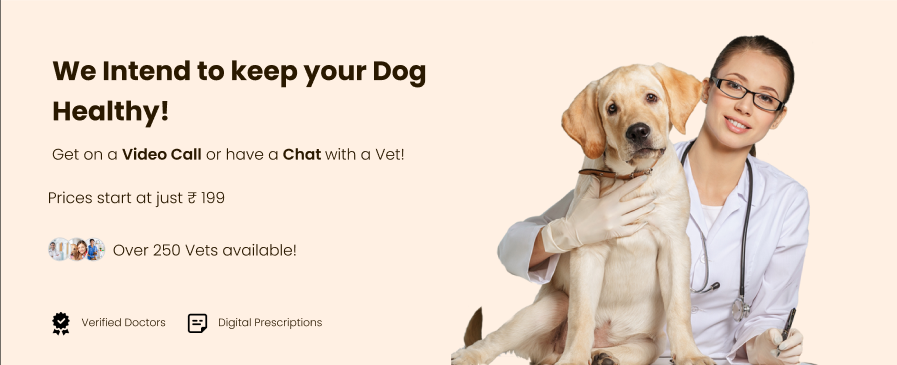 We Intend to keep your Dog
Healthy!
Get on a Video Call or have a Chat with a Vet!
Prices start at just ₹ 199
Over 250 Vets available!
Verified Doctors
Digital Prescriptions